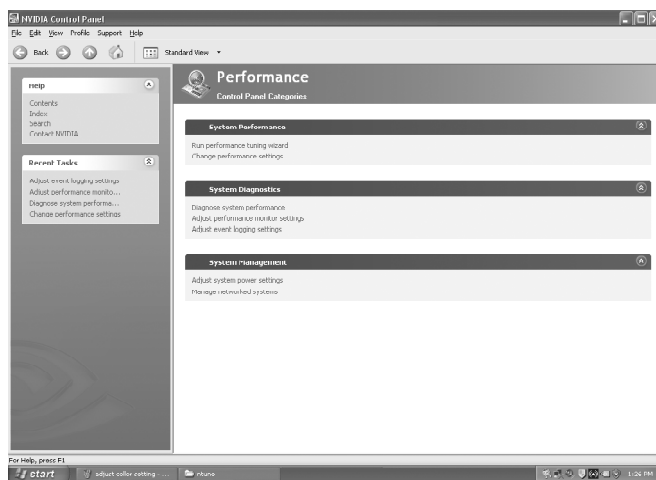 NVIDIA Control Panel
File Edit View Profile Support Help
Back
Standard View
Help
Contents
Index
Search
Contact NVIDIA
Recent Tasks
Adjust event logging settings
Adjust performance monito...
Diagnose system performa...
Change performance settings
Performance
Control Panel Categories
System Performance
Run performance tuning wizard
Change performance settings
System Diagnostics
Diagnose system performance
Adjust performance monitor settings
Adjust event logging settings
System Management
Adjust system power settings
Manage networked systems
For Help, press F1
start
adjust color setting - ...
ntune
1:26 PM